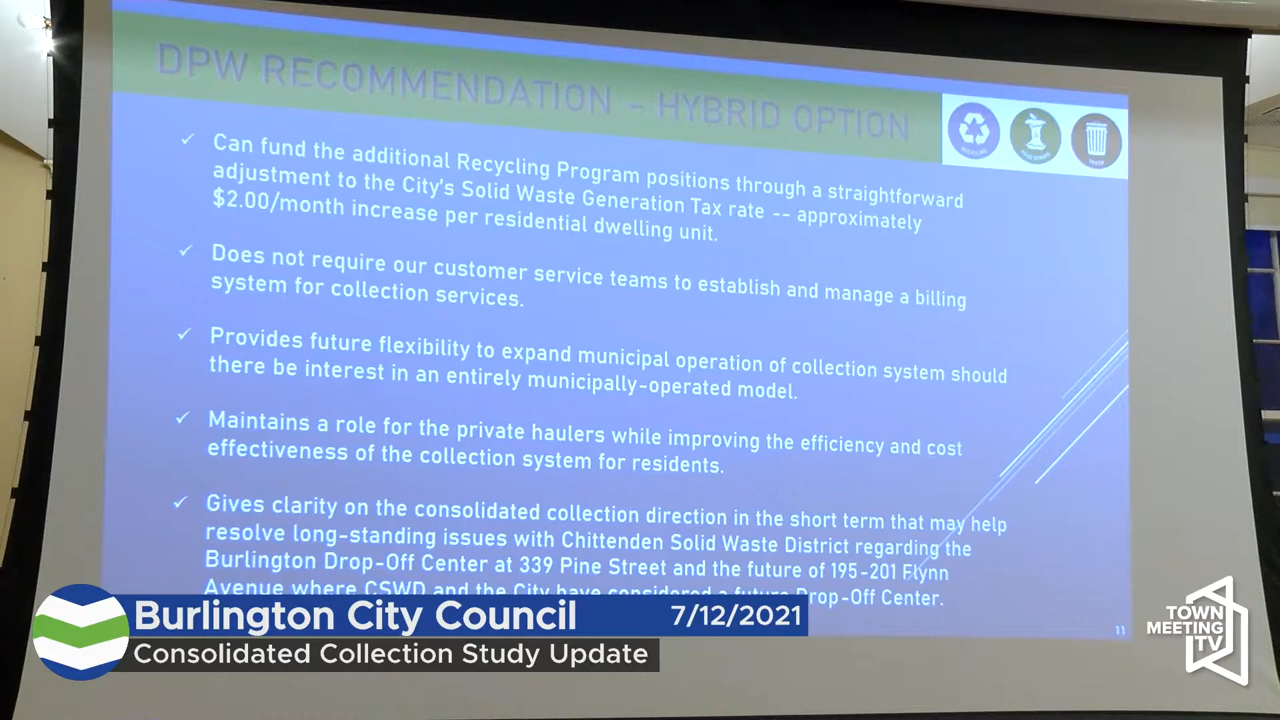 DPW RECOMMENDATION - HYBRID OPTION
✓ Can fund the additional Recycling Program positions through a straightforward
adjustment to the City's Solid Waste Generation Tax rate -- approximately
$2.00/month increase per residential dwelling unit.
✓ Does not require our customer service teams to establish and manage a billing
system for collection services.
✓ Provides future flexibility to expand municipal operation of collection system should
there be interest in an entirely municipally-operated model.
✓ Maintains a role for the private haulers while improving the efficiency and cost
effectiveness of the collection system for residents.
✓ Gives clarity on the consolidated collection direction in the short term that may help
resolve long-standing issues with Chittenden Solid Waste District regarding the
Burlington Drop-Off Center at 339 Pine Street and the future of 195-201 Flynn
Avenue where CSWD and the City have considered a future Drop-Off Center.
11
Burlington City Council 7/12/2021
Consolidated Collection Study Update
TOWN
MEETING
TV